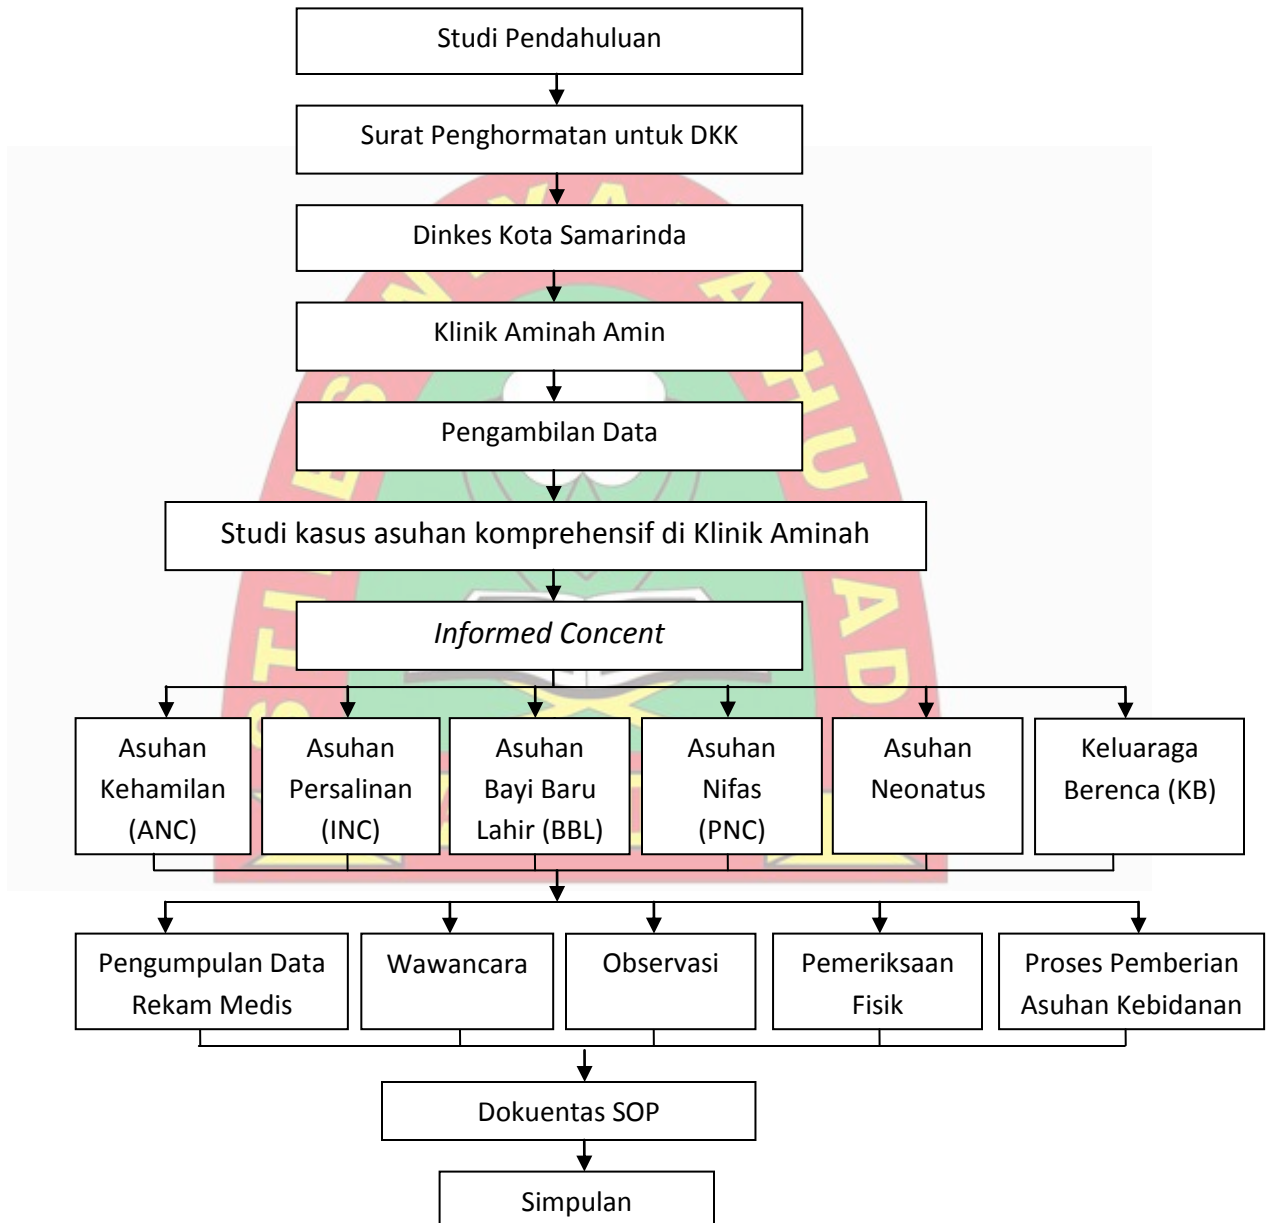 Studi Pendahuluan
Surat Penghormatan untuk DKK
Dinkes Kota Samarinda
Klinik Aminah Amin
Pengambilan Data
Studi kasus asuhan komprehensif di Klinik Aminah
Informed Concent
Asuhan
Kehamilan
(ANC)
Asuhan
Persalinan
(INC)
Asuhan
Bayi Baru
Lahir (BBL)
Asuhan
Nifas
(PNC)
Asuhan
Neonatus
Keluaraga
Berenca (KB)
Pengumpulan Data
Rekam Medis
Wawancara
Observasi
Pemeriksaan
Fisik
Proses Pemberian
Asuhan Kebidanan
Dokuentas SOP
Simpulan